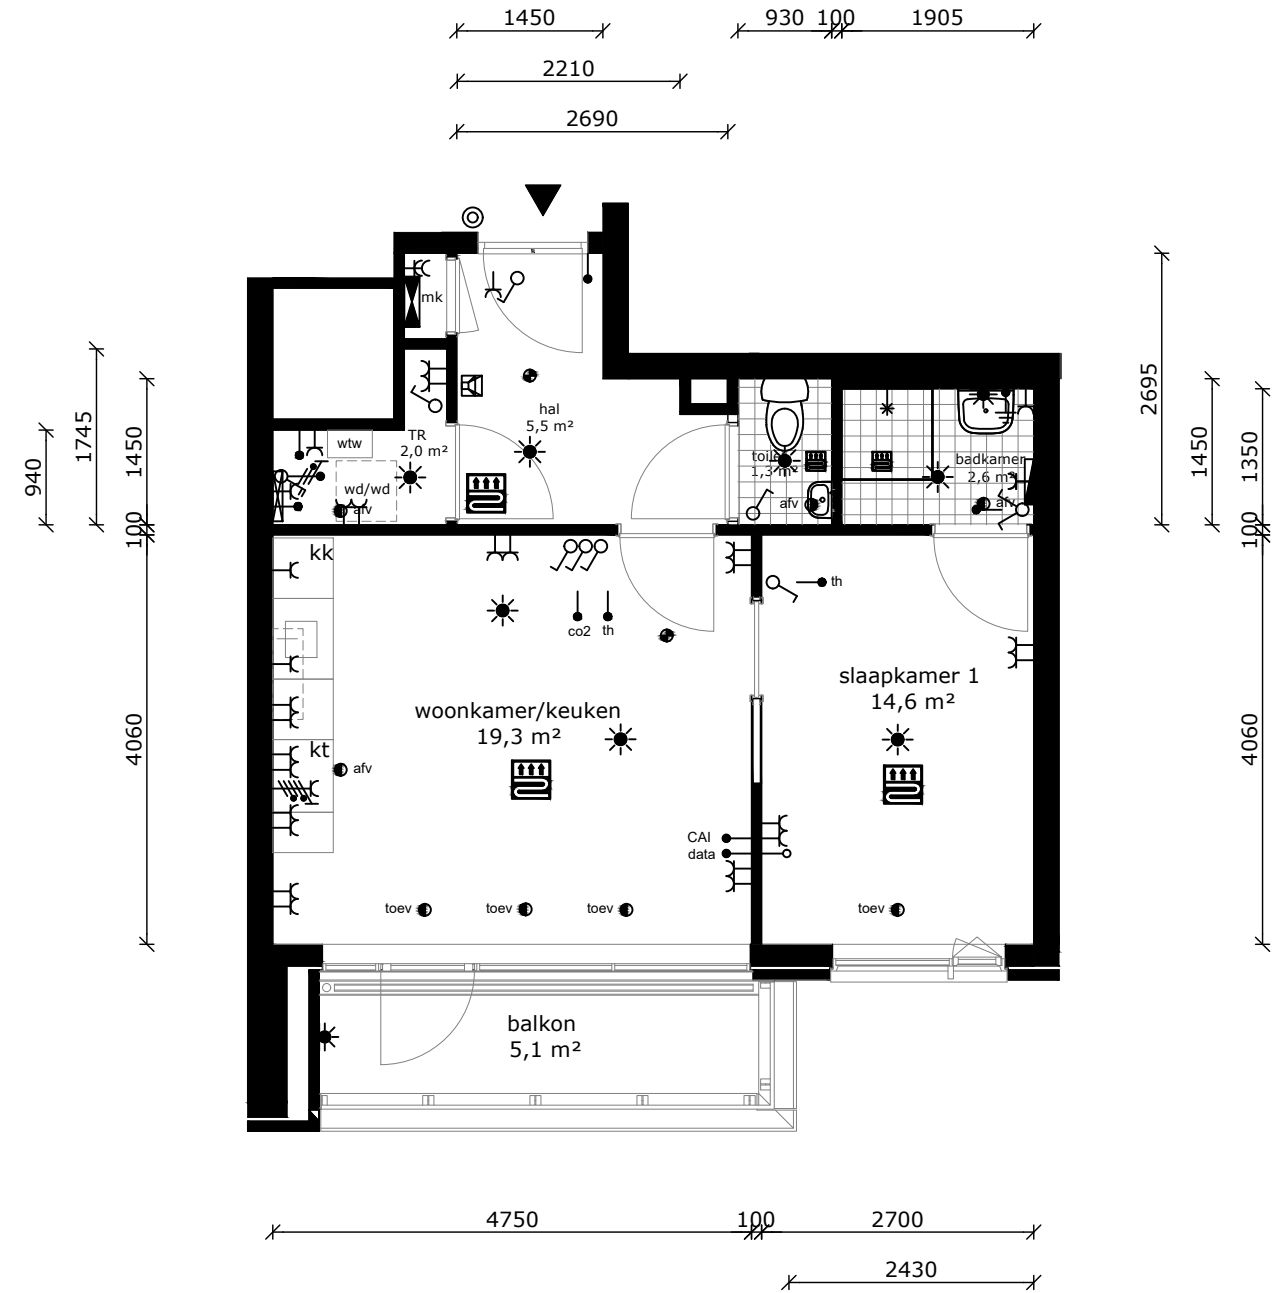 1450
930 100 1905
2210
2690
mk
hal
5,5 m²
TR
2,0 m²
wtw
wd/wd
afv
toilet
1,3 m²
afv
badkamer
2,6 m²
afv
940
1745
1450
100
4060
2695
1450
1350
100
4060
kk
co2
th
th
woonkamer/keuken
19,3 m²
slaapkamer 1
14,6 m²
kt
afv
CAI
data
toev
toev
toev
toev
balkon
5,1 m²
4750
100
2700
2430